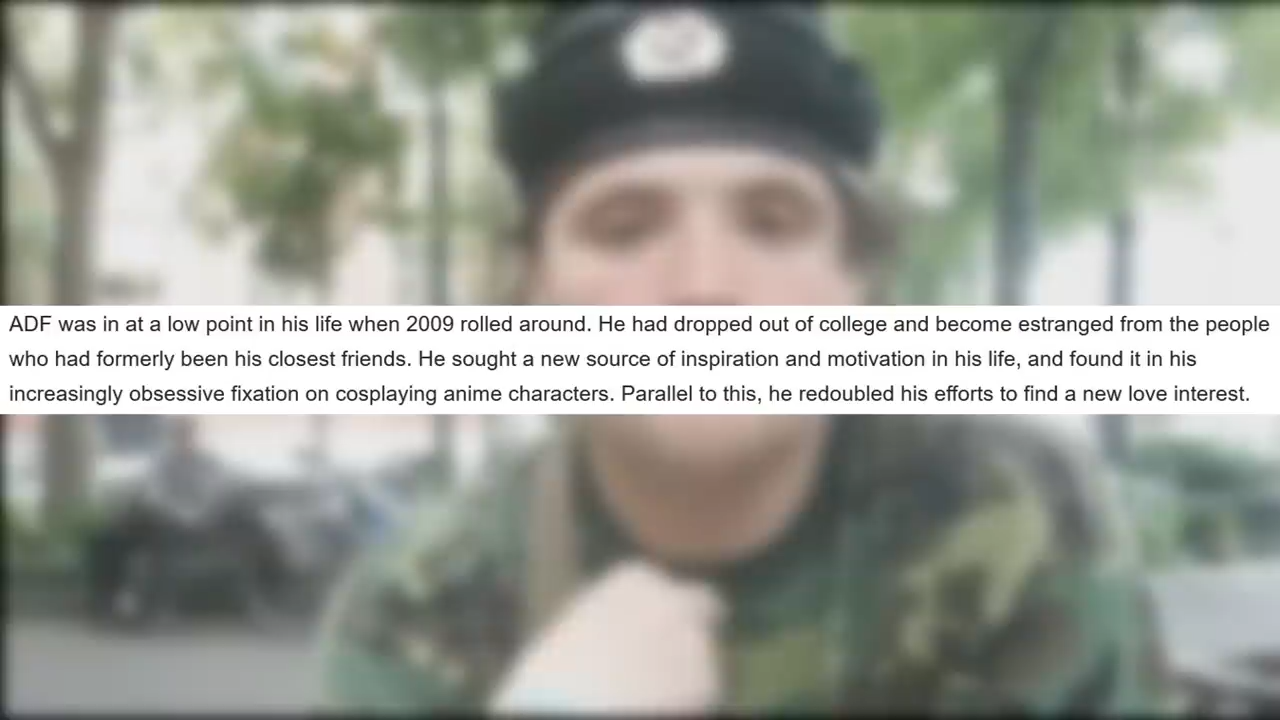 ADF was in at a low point in his life when 2009 rolled around. He had dropped out of college and become estranged from the people
who had formerly been his closest friends. He sought a new source of inspiration and motivation in his life, and found it in his
increasingly obsessive fixation on cosplaying anime characters. Parallel to this, he redoubled his efforts to find a new love interest.